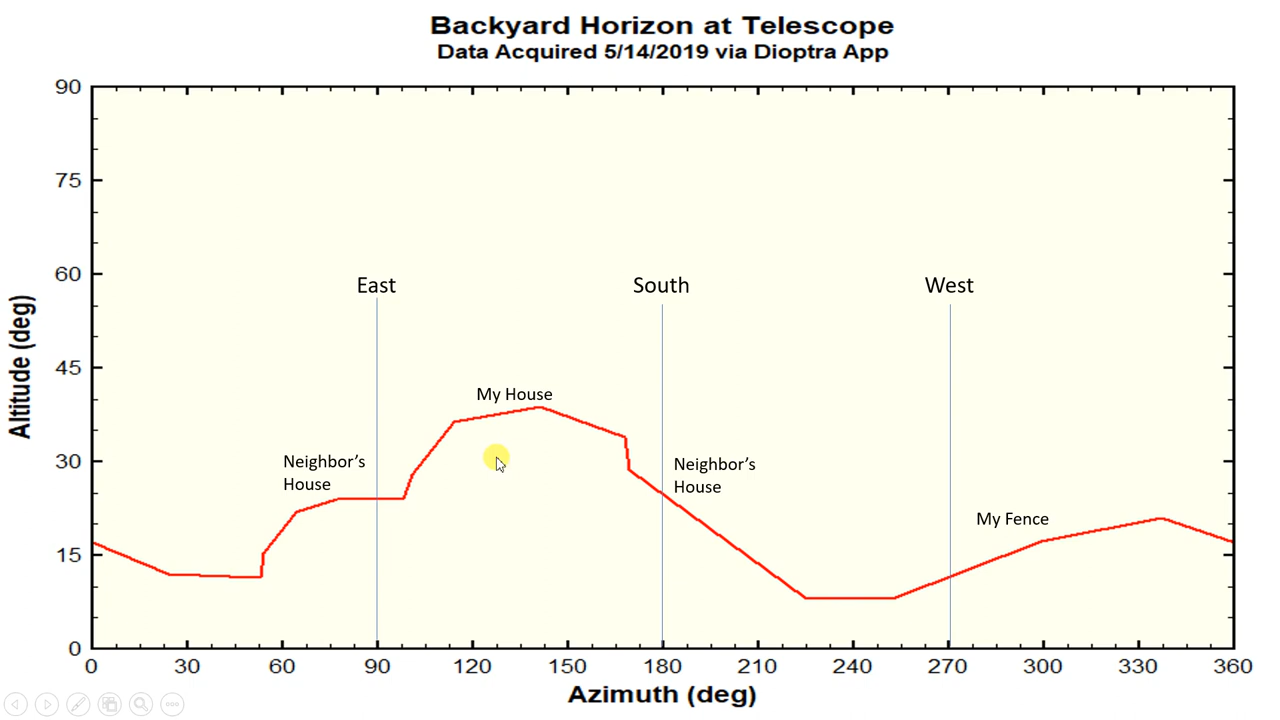 Backyard Horizon at Telescope
Data Acquired 5/14/2019 via Dioptra App
Altitude (deg)
90
75
60
45
30
15
0
East
South
West
My House
Neighbor’s
House
Neighbor’s
House
My Fence
0 30 60 90 120 150 180 210 240 270 300 330 360
Azimuth (deg)